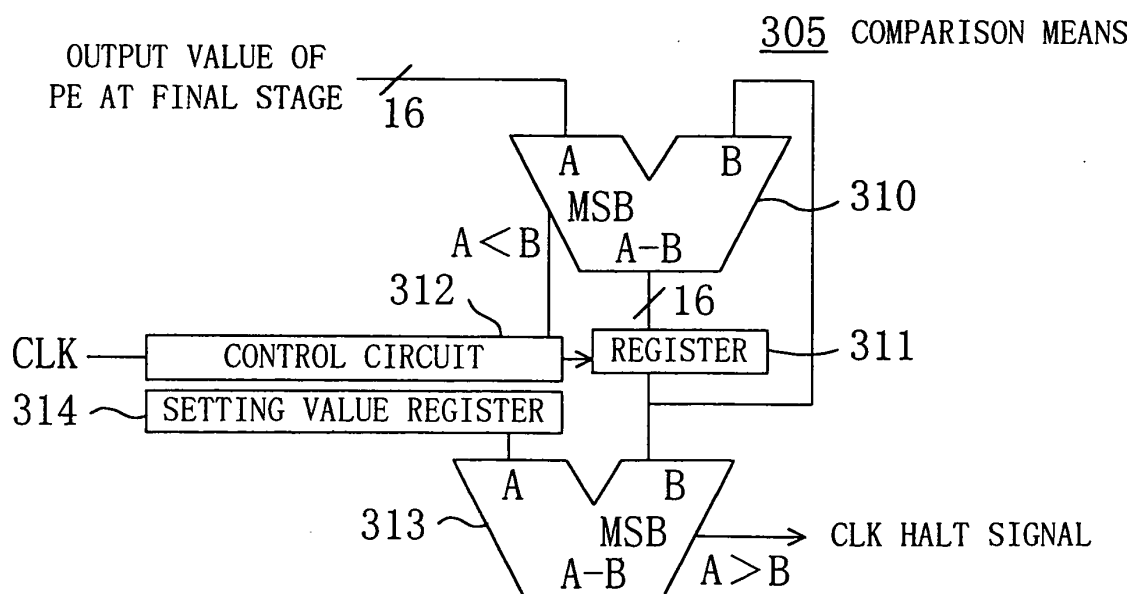 305 COMPARISON MEANS
OUTPUT VALUE OF
PE AT FINAL STAGE
16
A
B
MSB
310
A<B
A-B
312
16
CLK
CONTROL CIRCUIT
REGISTER
311
314
SETTING VALUE REGISTER
A
B
313
MSB
CLK HALT SIGNAL
A-B
A>B